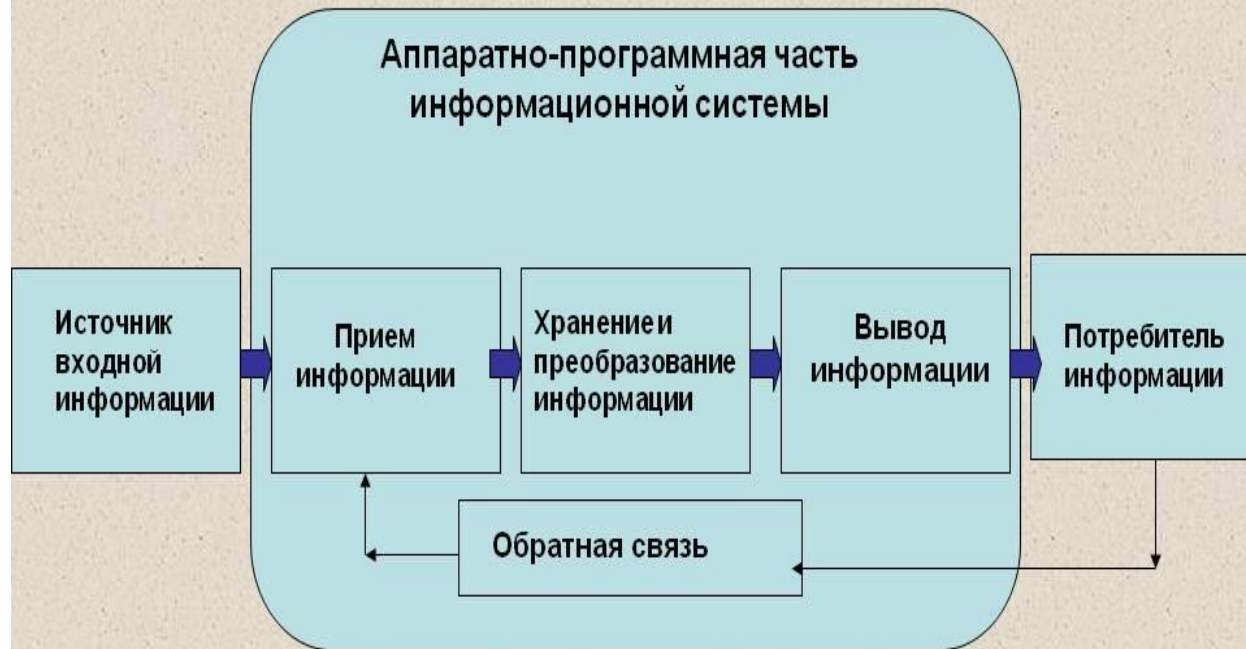 Аппаратно-программная часть
информационной системы
Источник
входной
информации
Прием
информации
Хранение и
преобразование
информации
Вывод
информации
Потребитель
информации
Обратная связь